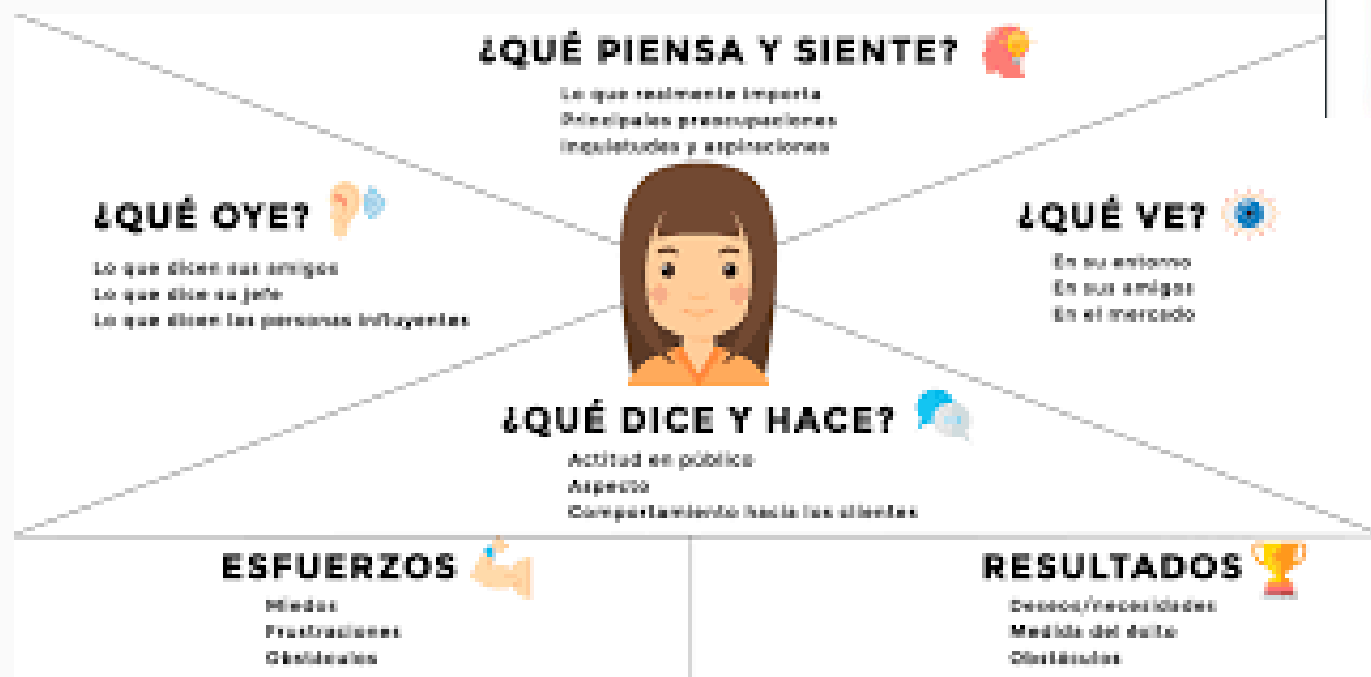 ¿QUÉ PIENSA Y SIENTE?
Lo que realmente importa
Principales preocupaciones
Inquietudes y aspiraciones
¿QUÉ OYE?
Lo que dicen sus amigos
Lo que dice su jefe
Lo que dicen las personas influyentes
¿QUÉ VE?
En su entorno
En sus amigos
En el mercado
¿QUÉ DICE Y HACE?
Actitud en público
Aspecto
Comportamiento hacia los clientes
ESFUERZOS
Miedos
Frustraciones
Obstáculos
RESULTADOS
Deseos/necesidades
Medida del éxito
Obstáculos